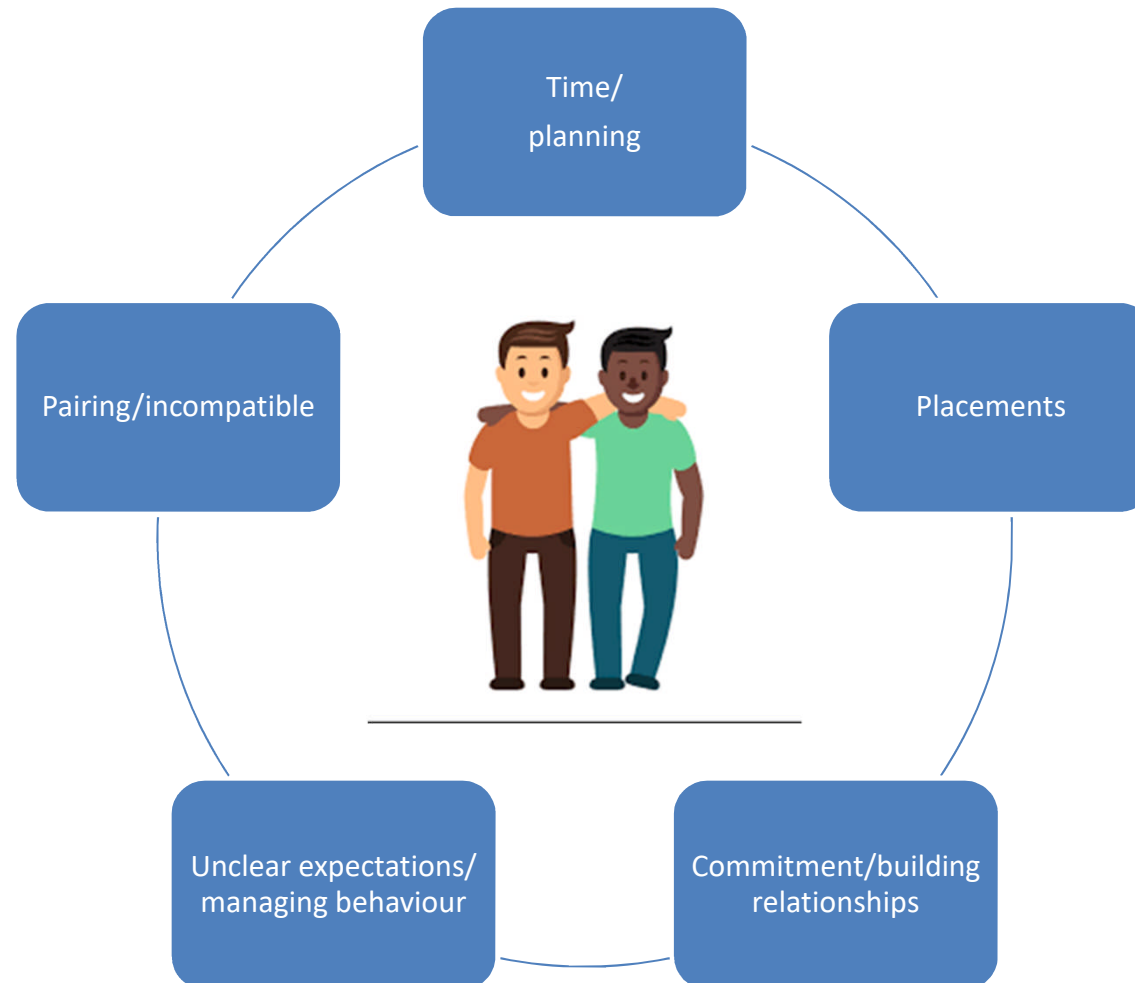 Time/
planning
Placements
Commitment/building
relationships
Unclear expectations/
managing behaviour
Pairing/incompatible